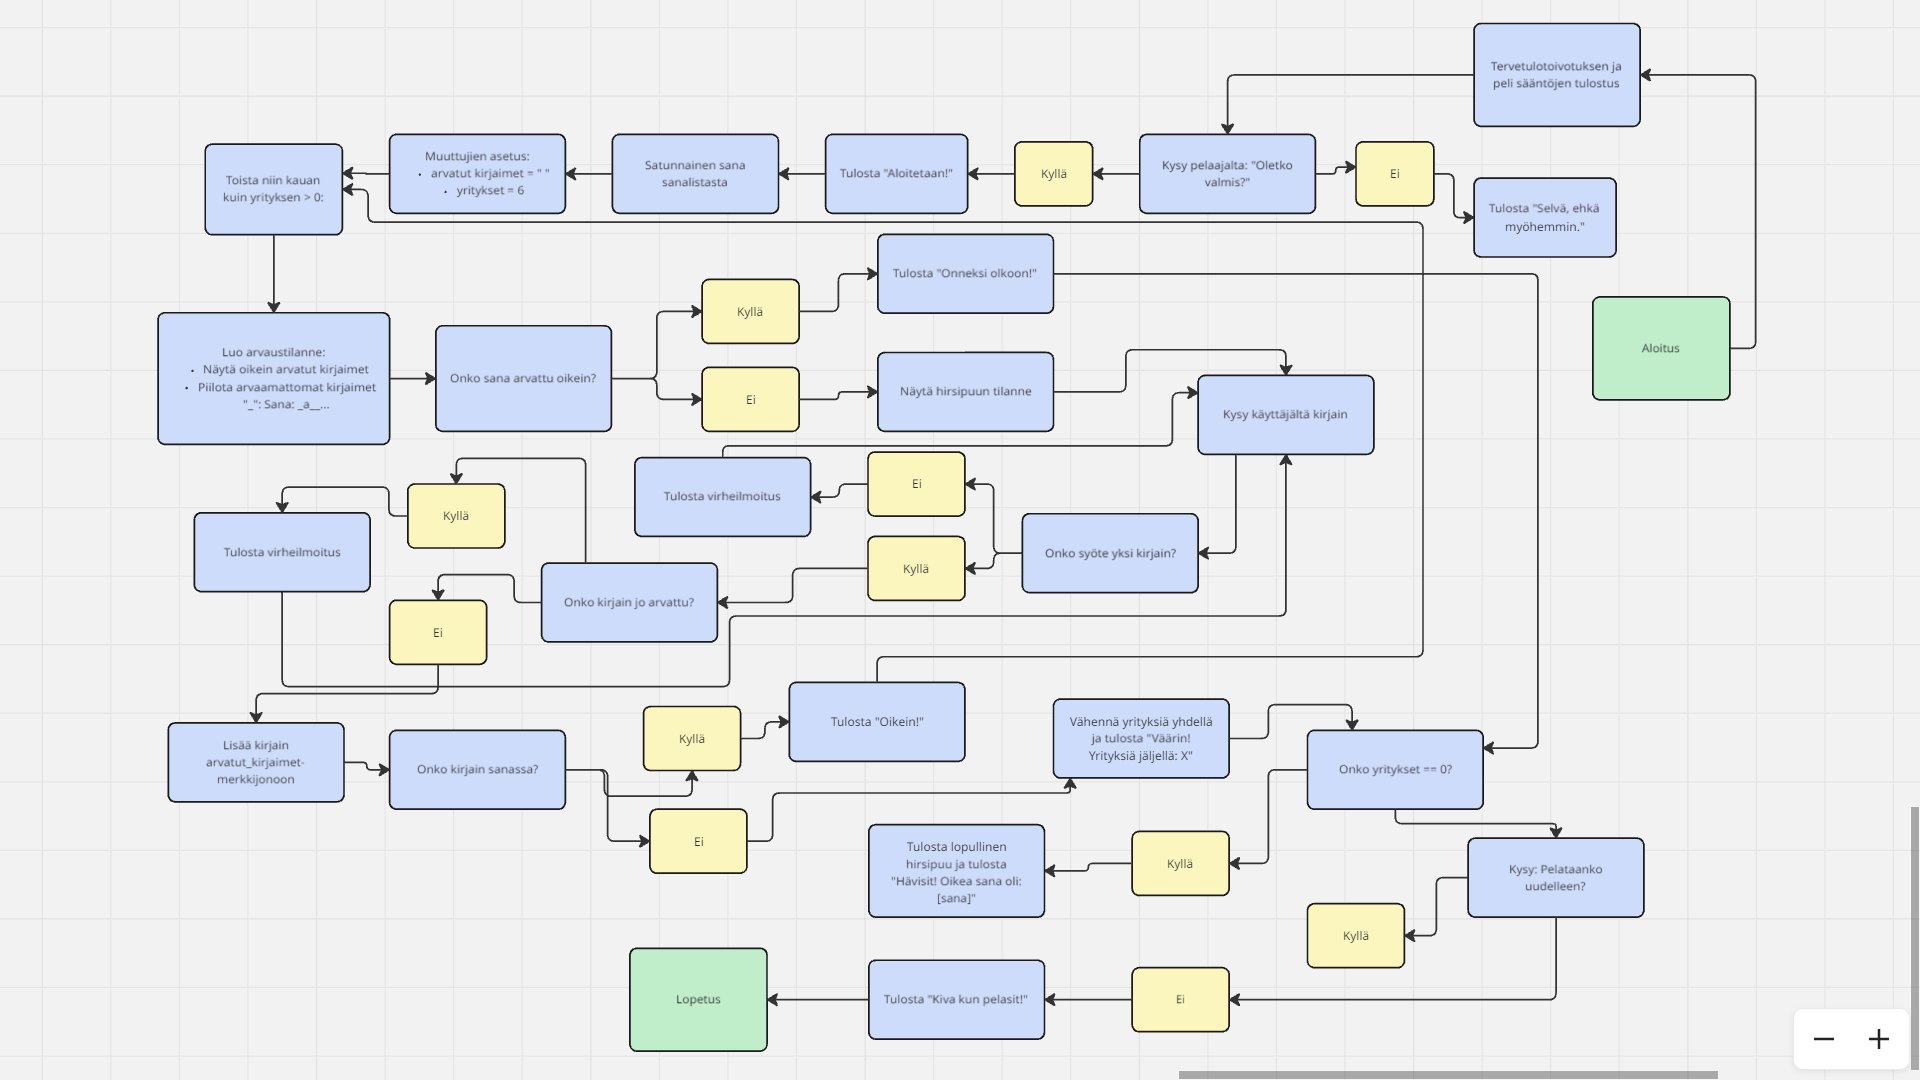 Tervetulotoivotuksen ja
peli sääntöjen tulostus
Toista niin kauan
kuin yrityksen > 0:
Muuttujien asetus:
• arvatut kirjaimet = " "
• yritykset = 6
Satunnainen sana
sanalistasta
Tulosta "Aloitetaan!"
Kyllä
Kysy pelaajalta: "Oletko
valmis?"
Ei
Tulosta "Selvä, ehkä
myöhemmin."
Tulosta "Onneksi olkoon!"
Kyllä
Aloitus
Luo arvaustilanne:
• Näytä oikein arvatut kirjaimet
• Piilota arvaamattomat kirjaimet
"_": Sana: _a__...
Onko sana arvattu oikein?
Ei
Näytä hirsipuun tilanne
Kysy käyttäjältä kirjain
Kyllä
Tulosta virheilmoitus
Ei
Tulosta virheilmoitus
Onko syöte yksi kirjain?
Kyllä
Onko kirjain jo arvattu?
Ei
Lisää kirjain
arvatut_kirjaimet-
merkkijonoon
Onko kirjain sanassa?
Kyllä
Tulosta "Oikein!"
Vähennä yrityksiä yhdellä
ja tulosta "Väärin!
Yrityksiä jäljellä: X"
Onko yritykset == 0?
Ei
Tulosta lopullinen
hirsipuu ja tulosta
"Hävisit! Oikea sana oli:
[sana]"
Kyllä
Kysy: Pelataanko
uudelleen?
Kyllä
Lopetus
Tulosta "Kiva kun pelasit!"
Ei